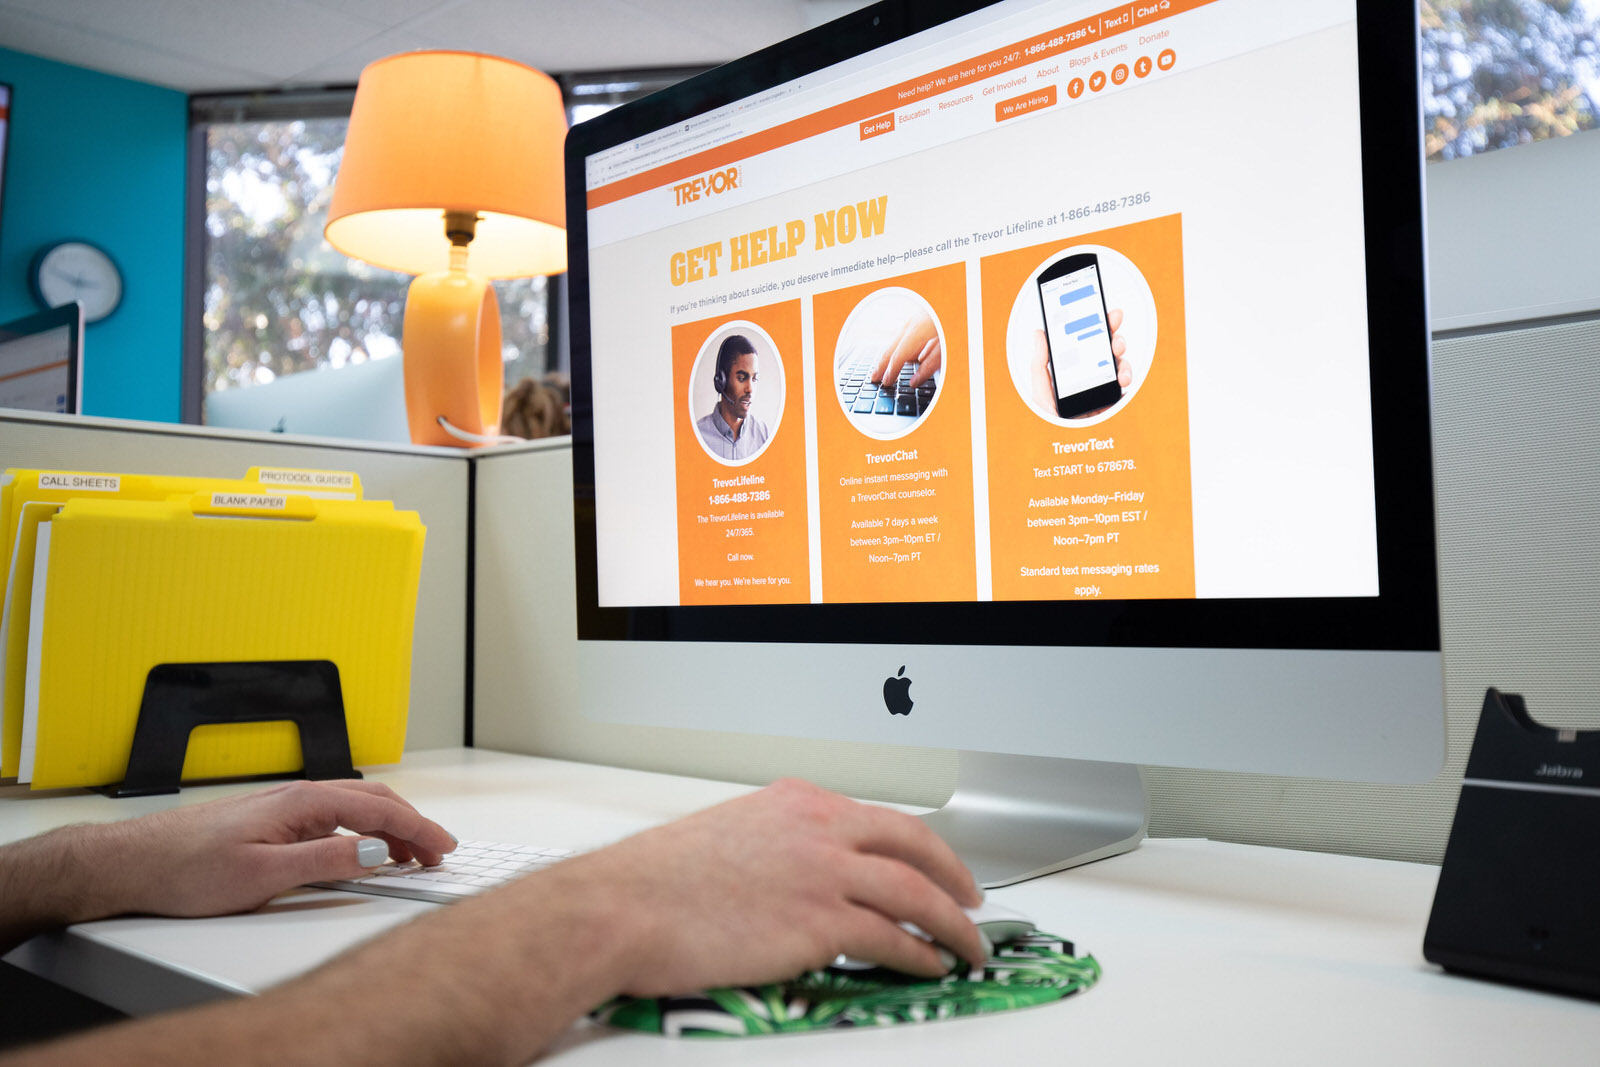 Need help? We are here for you 24/7: 1-866-488-7386 | Text | Chat
Get Help Education Resources Get Involved About Blogs & Events Donate
We Are Hiring
THE TREVOR PROJECT
GET HELP NOW
If you're thinking about suicide, you deserve immediate help—please call the Trevor Lifeline at 1-866-488-7386
TrevorLifeline
1-866-488-7386
The TrevorLifeline is available
24/7/365.
Call now.
We hear you. We're here for you.
TrevorChat
Online instant messaging with
a TrevorChat counselor.
Available 7 days a week
between 3pm–10pm ET /
Noon–7pm PT
TrevorText
Text START to 678678.
Available Monday–Friday
between 3pm–10pm EST /
Noon–7pm PT
Standard text messaging rates
apply.
CALL SHEETS
PROTOCOL GUIDES
BLANK PAPER
Jabra